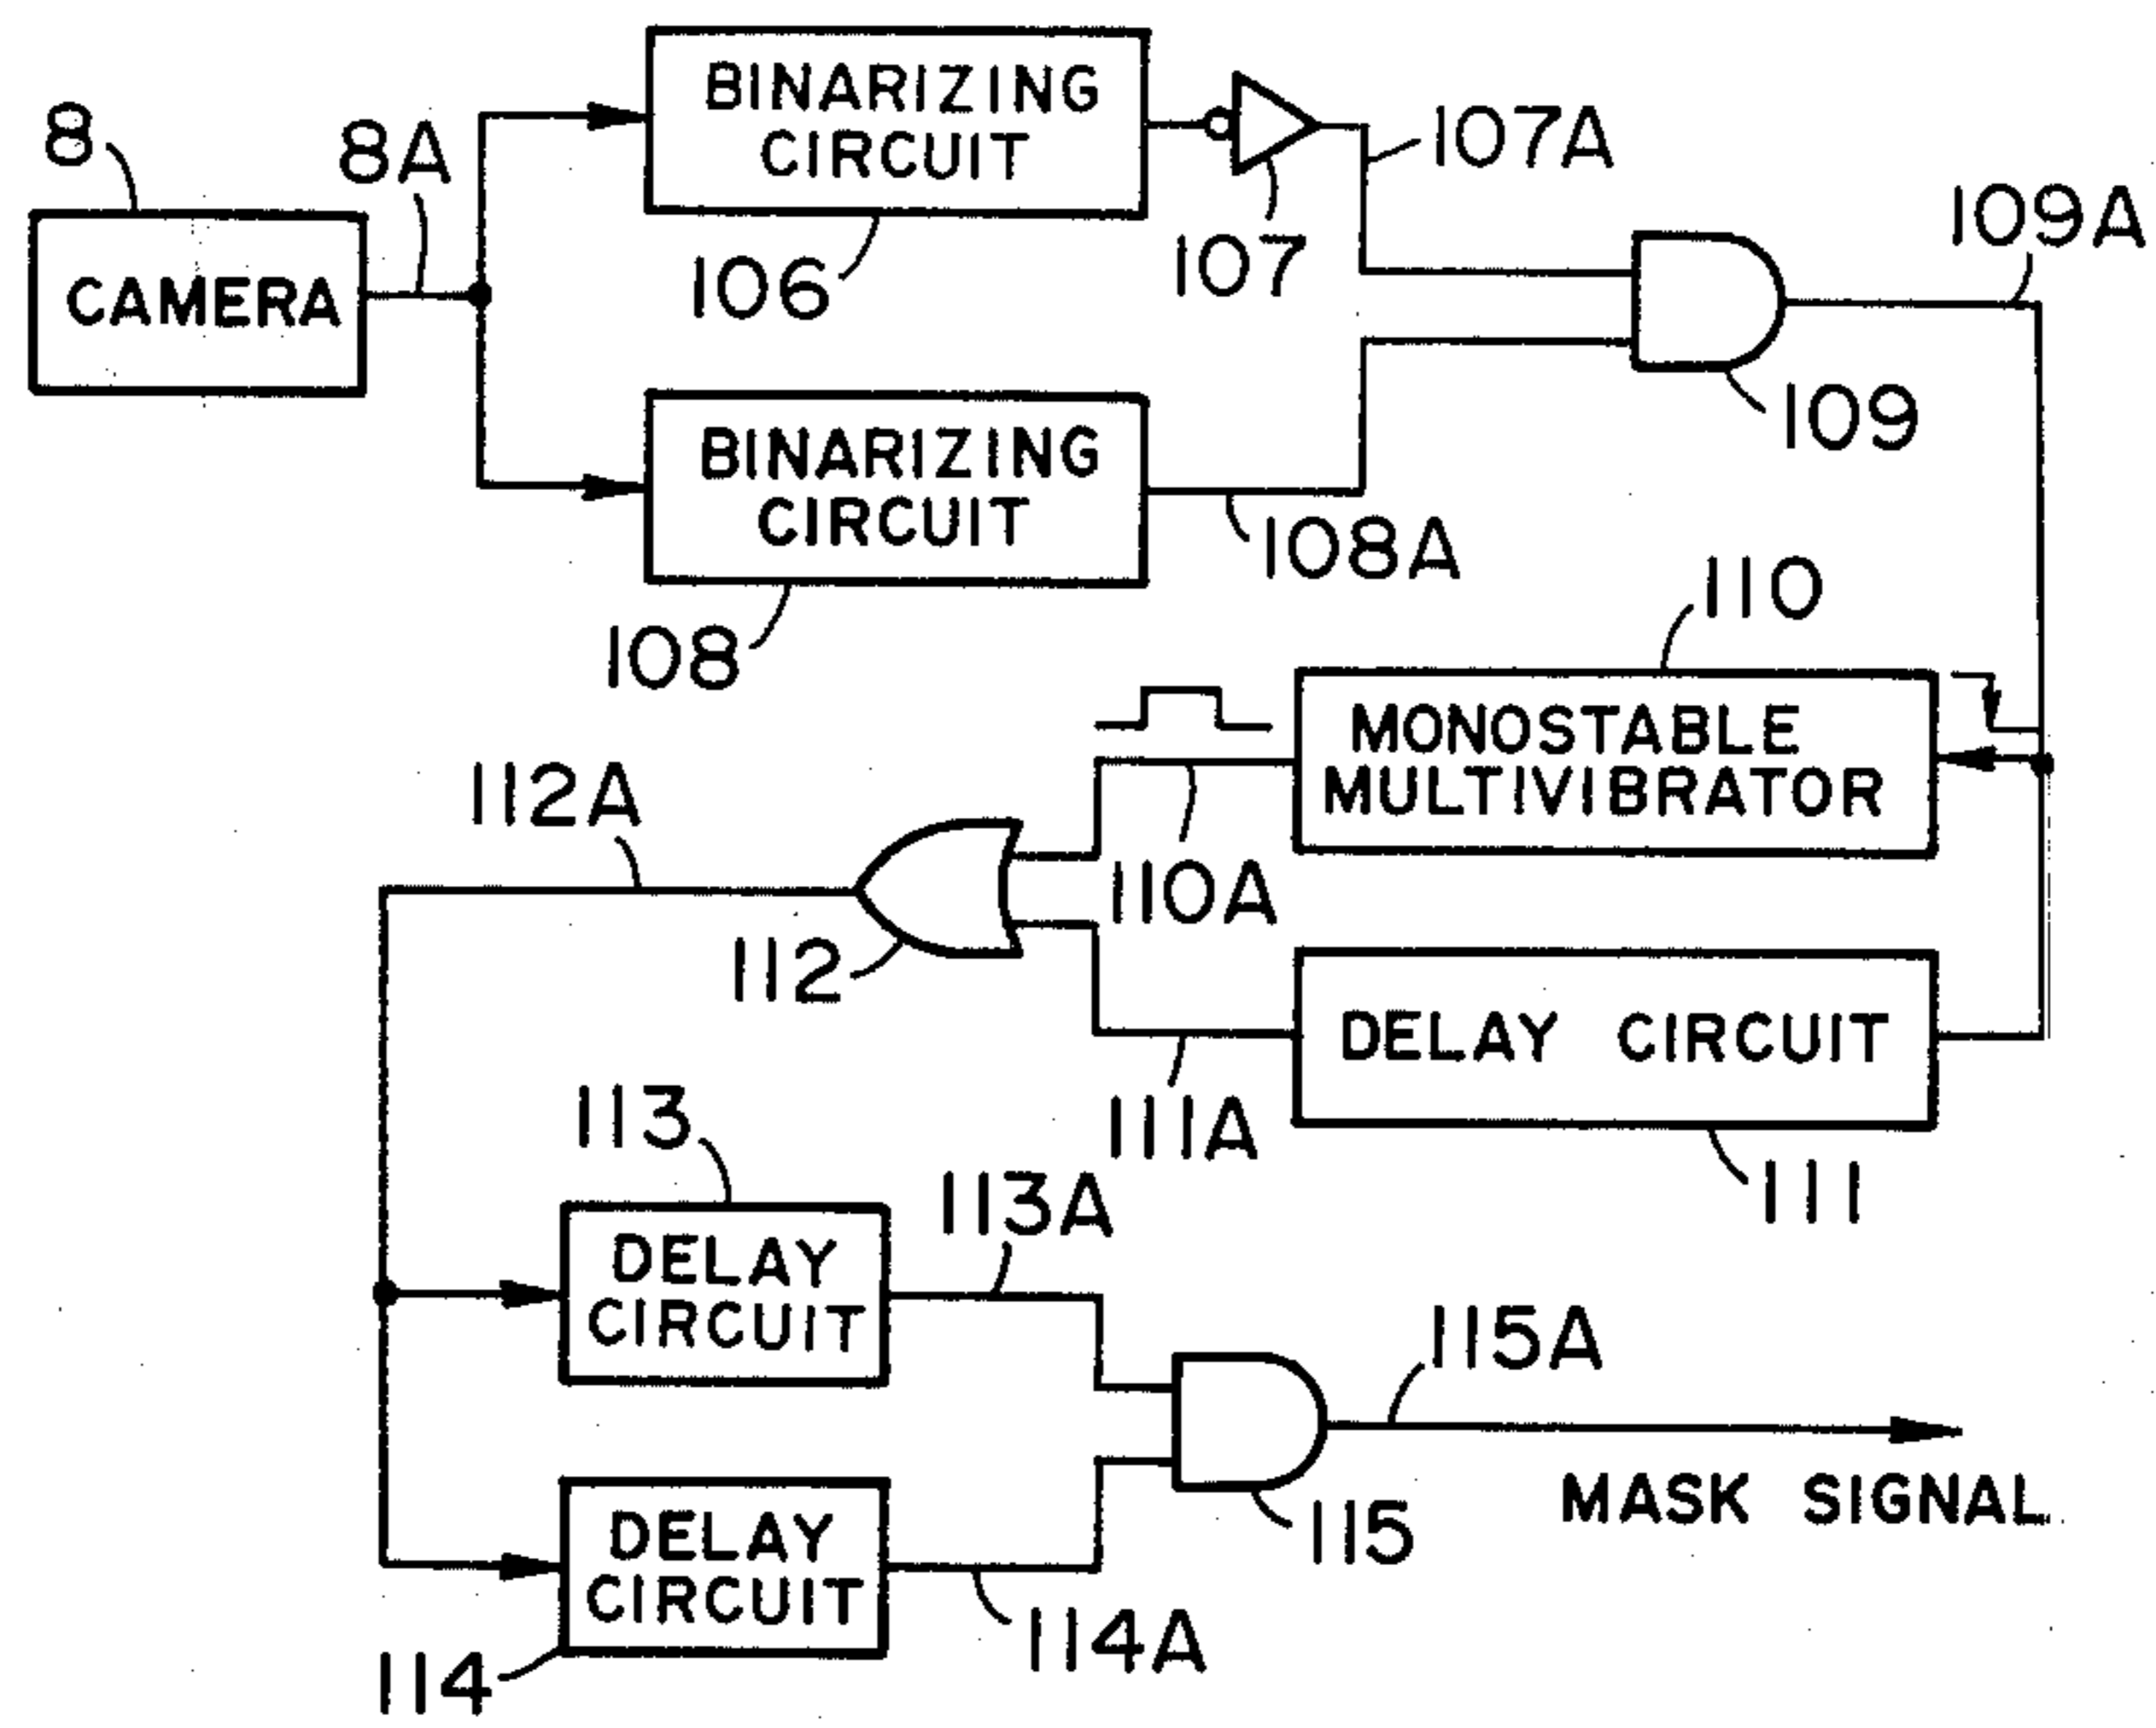 8
8A
CAMERA
BINARIZING
CIRCUIT
106
107
107A
109A
109
BINARIZING
CIRCUIT
108A
108
110
MONOSTABLE
MULTIVIBRATOR
110A
112A
112
DELAY CIRCUIT
111A
111
113
DELAY
CIRCUIT
113A
115A
115
MASK SIGNAL
DELAY
CIRCUIT
114A
114